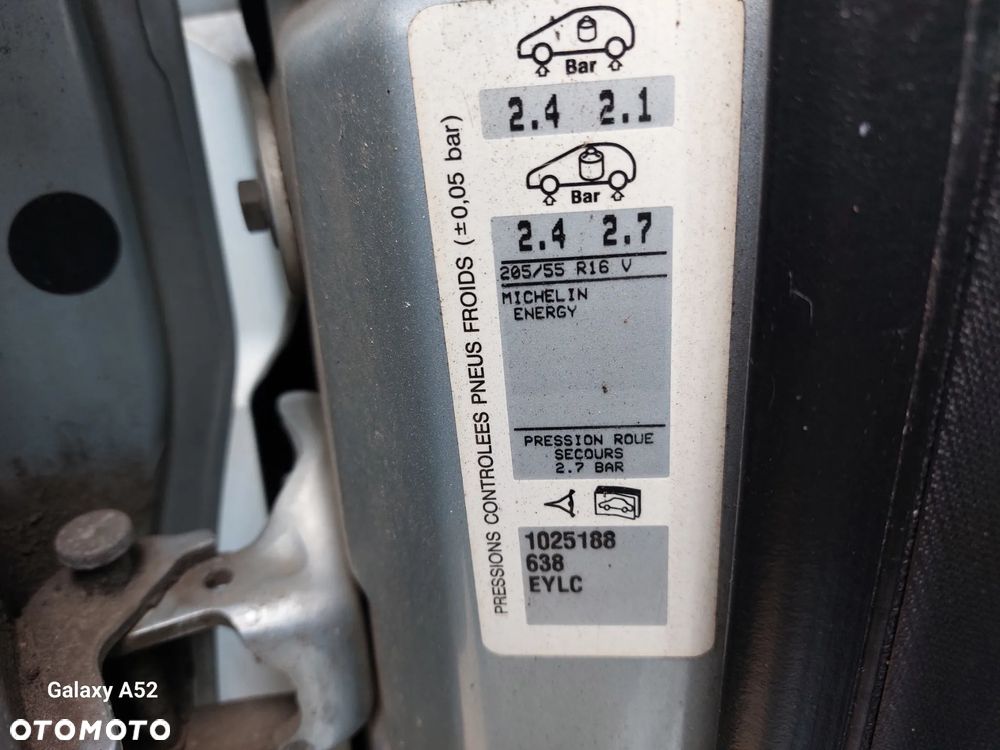 Bar
2.4 2.1
Bar
2.4 2.7
205/55 R16 V
MICHELIN
ENERGY
PRESSION ROUE
SECOURS
2.7 BAR
1025188
638
EYLC
PRESSIONS CONTROLEES PNEUS FROIDS (±0,05 bar)
Galaxy A52
OTOMOTO